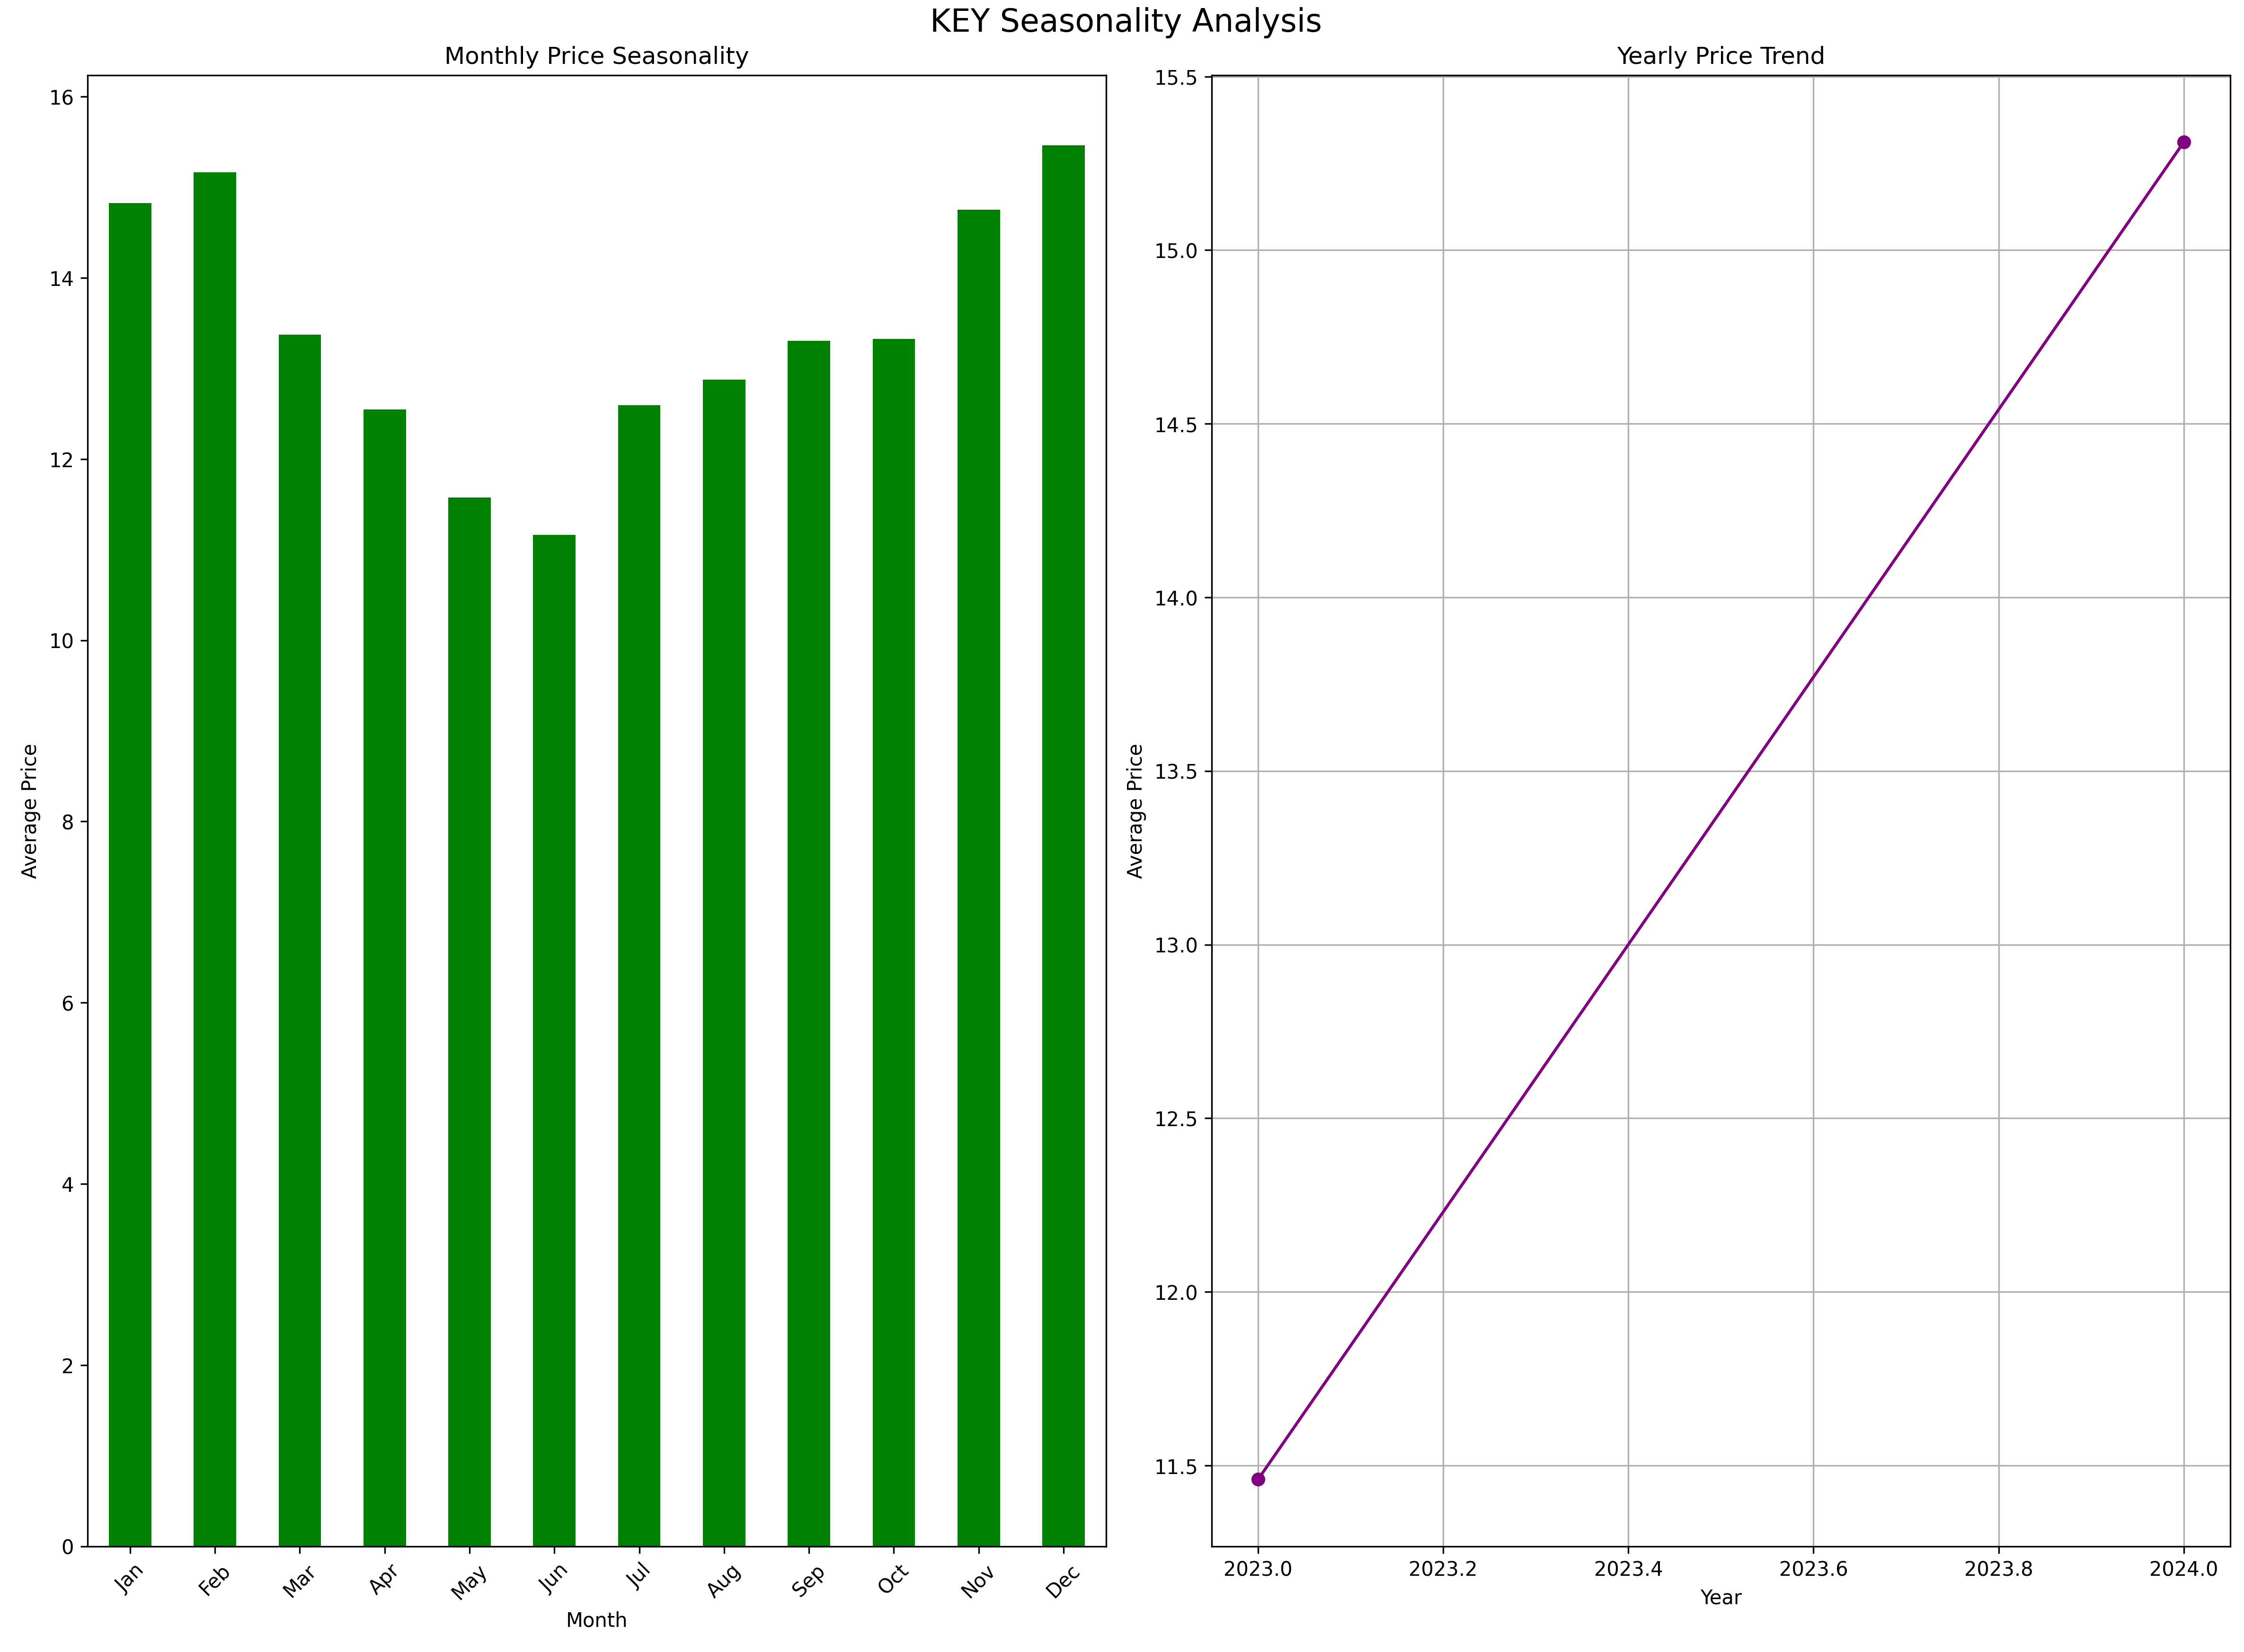 KEY Seasonality Analysis
Monthly Price Seasonality
Average Price
16
14
12
10
8
6
4
2
0
Jan
Feb
Mar
Apr
May
Jun
Jul
Aug
Sep
Oct
Nov
Dec
Month
Yearly Price Trend
Average Price
15.5
15.0
14.5
14.0
13.5
13.0
12.5
12.0
11.5
2023.0
2023.2
2023.4
2023.6
2023.8
2024.0
Year